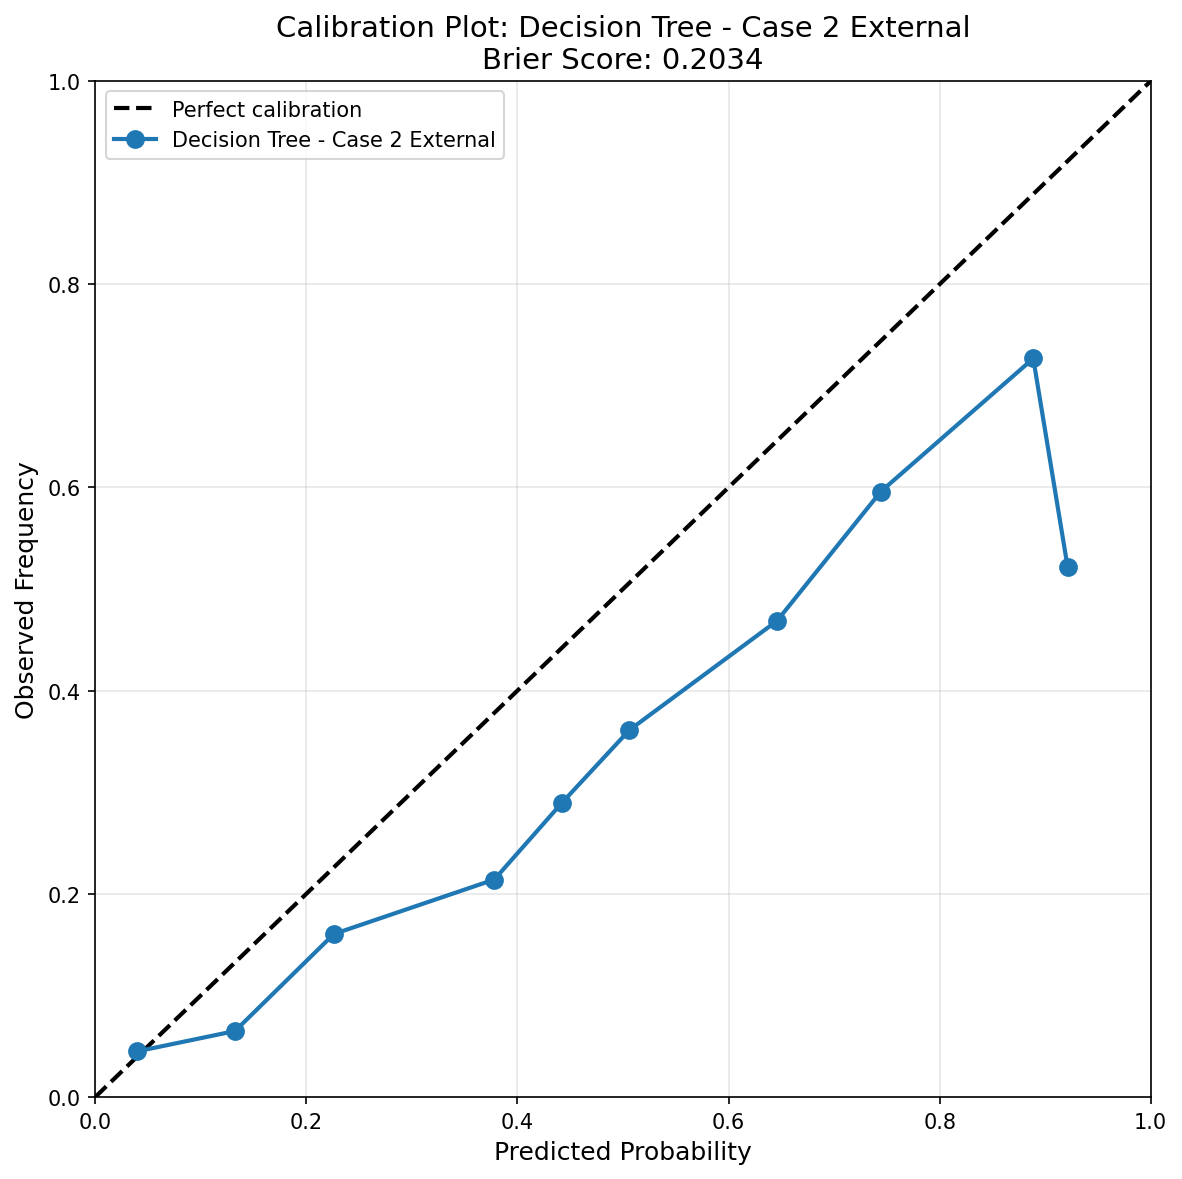 Calibration Plot: Decision Tree - Case 2 External
Brier Score: 0.2034
Perfect calibration
Decision Tree - Case 2 External
Observed Frequency
1.0
0.8
0.6
0.4
0.2
0.0
0.0 0.2 0.4 0.6 0.8 1.0
Predicted Probability